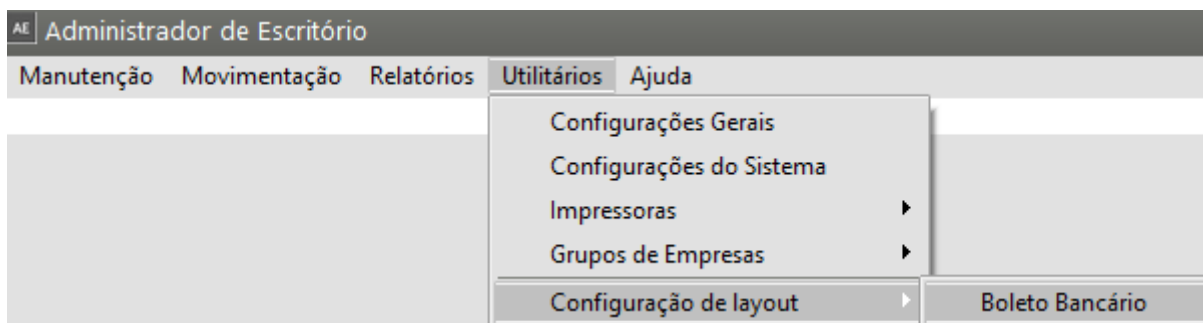 AE Administrador de Escritório
Manutenção Movimentação Relatórios Utilitários Ajuda
Configurações Gerais
Configurações do Sistema
Impressoras
Grupos de Empresas
Configuração de layout Boleto Bancário